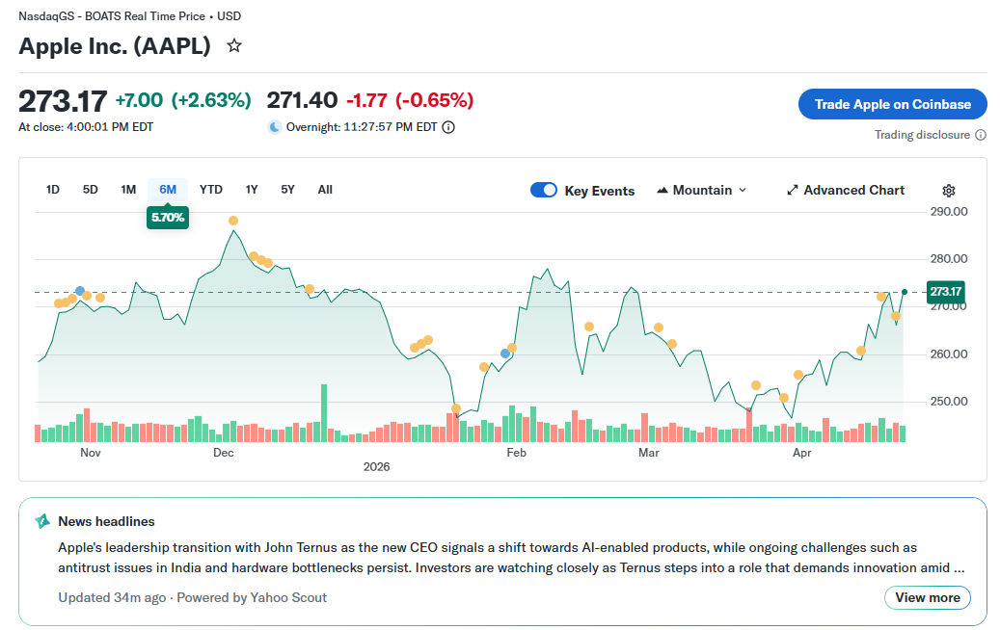 NasdaqGS - BOATS Real Time Price • USD
Apple Inc. (AAPL)
273.17 +7.00 (+2.63%) 271.40 -1.77 (-0.65%)
At close: 4:00:01 PM EDT Overnight: 11:27:57 PM EDT
Trade Apple on Coinbase
Trading disclosure
1D 5D 1M 6M YTD 1Y 5Y All Key Events Mountain Advanced Chart
5.70%
290.00
280.00
273.17
270.00
260.00
250.00
Nov Dec Feb Mar Apr
2026
News headlines
Apple's leadership transition with John Ternus as the new CEO signals a shift towards AI-enabled products, while ongoing challenges such as
antitrust issues in India and hardware bottlenecks persist. Investors are watching closely as Ternus steps into a role that demands innovation amid ...
Updated 34m ago · Powered by Yahoo Scout
View more